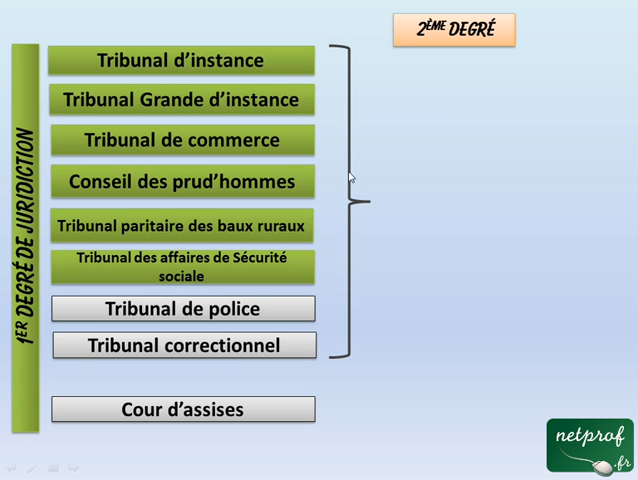 2ÈME DEGRÉ
1ER DEGRÉ DE JURIDICTION
Tribunal d’instance
Tribunal Grande d’instance
Tribunal de commerce
Conseil des prud’hommes
Tribunal paritaire des baux ruraux
Tribunal des affaires de Sécurité
sociale
Tribunal de police
Tribunal correctionnel
Cour d’assises
netprof
.fr